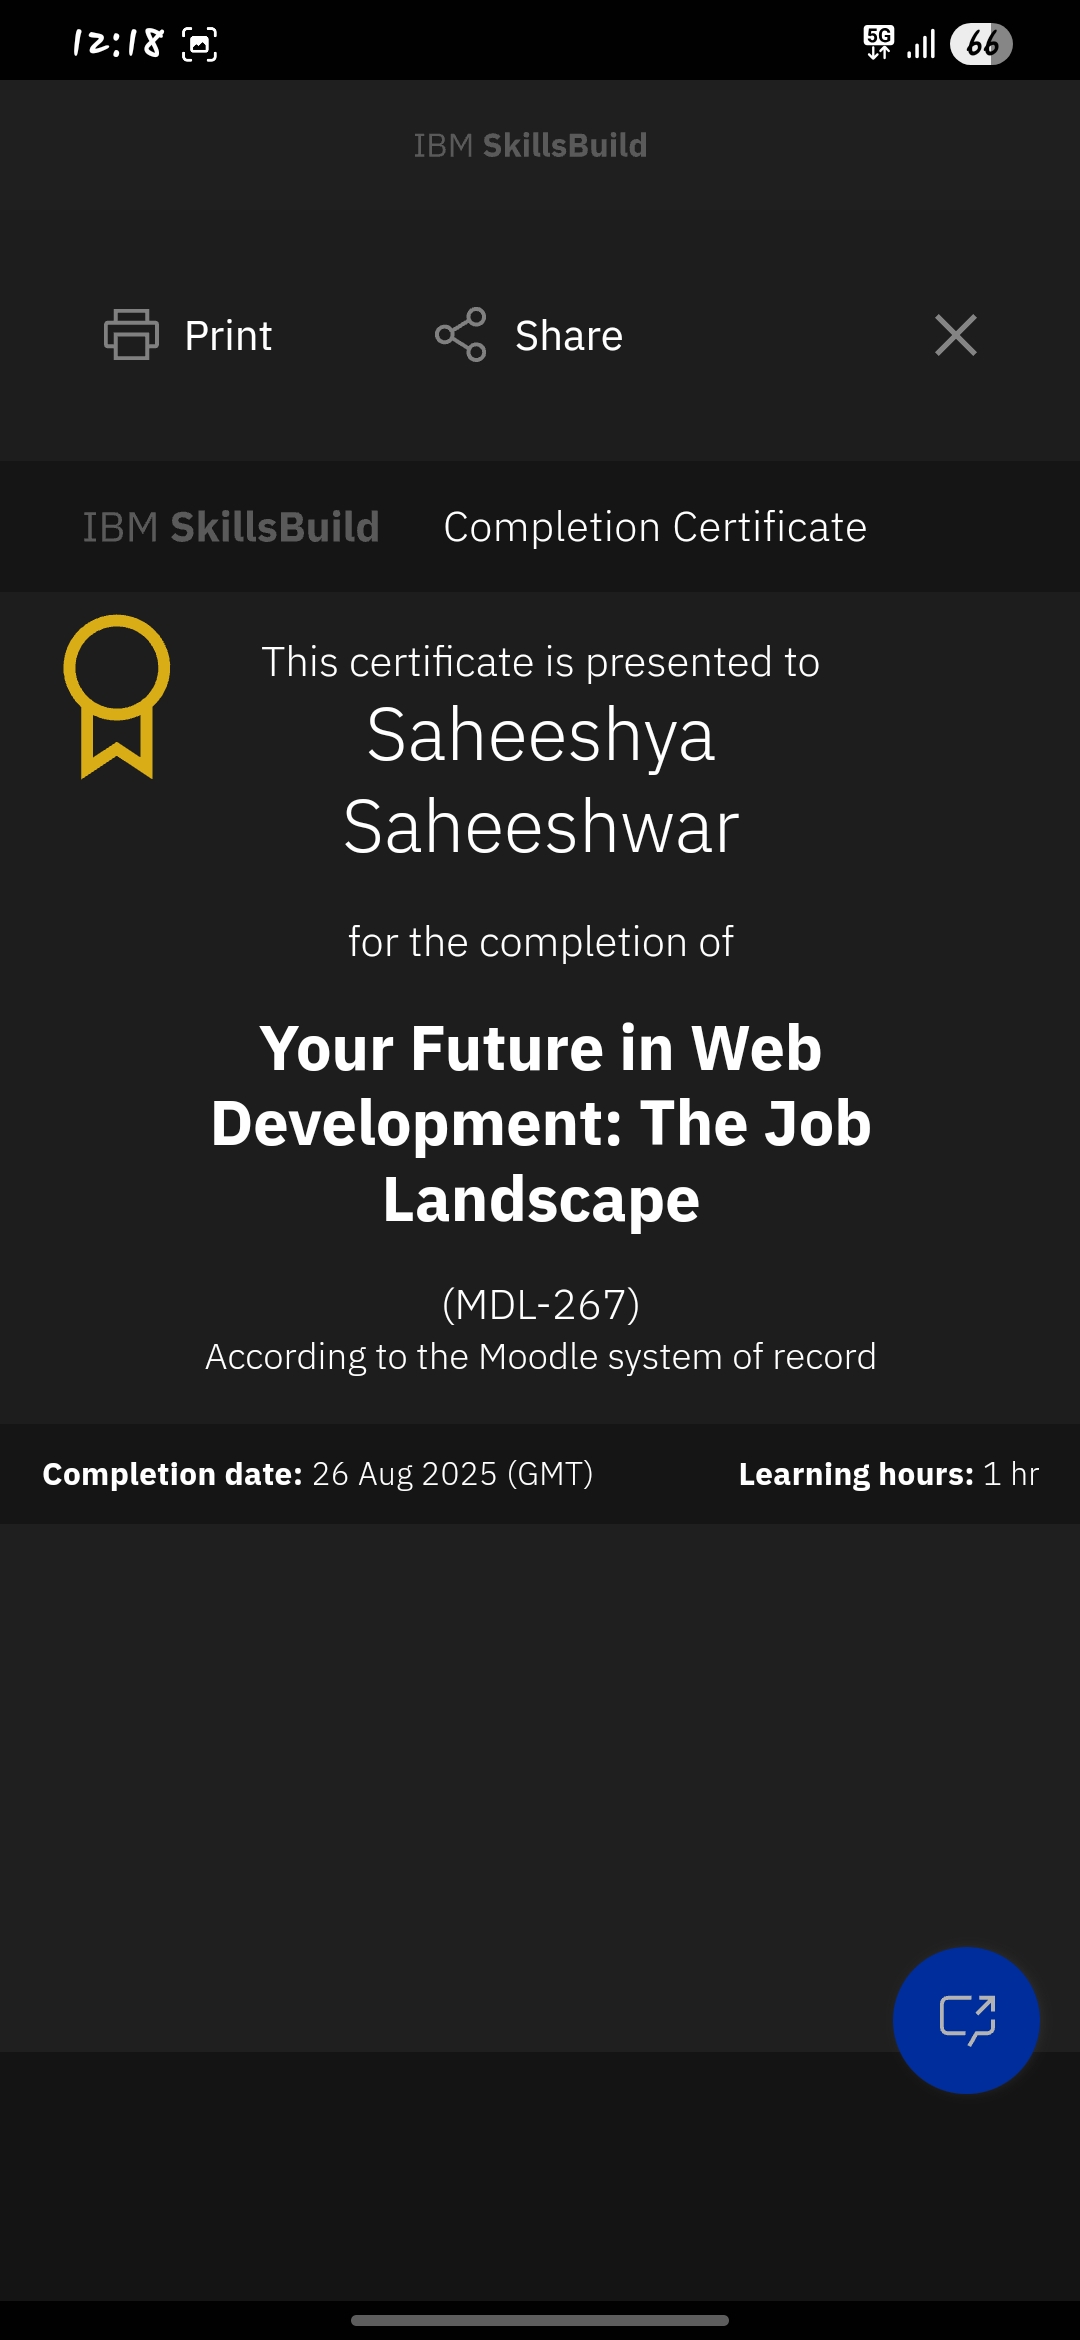 12:18
5G
66
IBM SkillsBuild
Print
Share
IBM SkillsBuild Completion Certificate
This certificate is presented to
Saheeshya
Saheeshwar
for the completion of
Your Future in Web
Development: The Job
Landscape
(MDL-267)
According to the Moodle system of record
Completion date: 26 Aug 2025 (GMT) Learning hours: 1 hr